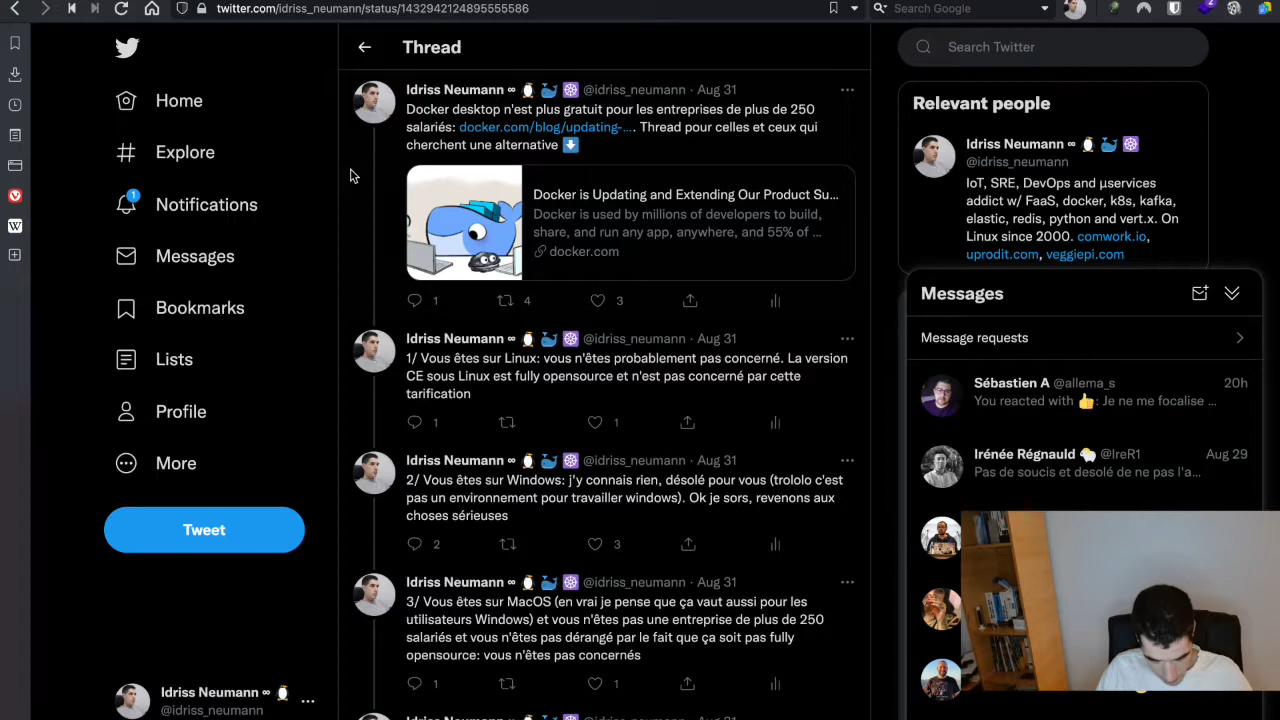 twitter.com/idriss_neumann/status/1432942124895555586
Search Google
Home
Explore
1
Notifications
Messages
Bookmarks
Lists
Profile
More
Tweet
Idriss Neumann ∞
@idriss_neumann
Thread
Idriss Neumann ∞ @idriss_neumann · Aug 31
Docker desktop n'est plus gratuit pour les entreprises de plus de 250
salariés: docker.com/blog/updating-…. Thread pour celles et ceux qui
cherchent une alternative ⬇️
Docker is Updating and Extending Our Product Su...
Docker is used by millions of developers to build,
share, and run any app, anywhere, and 55% of ...
docker.com
1 4 3
Idriss Neumann ∞ @idriss_neumann · Aug 31
1/ Vous êtes sur Linux: vous n'êtes probablement pas concerné. La version
CE sous Linux est fully opensource et n'est pas concerné par cette
tarification
1 1
Idriss Neumann ∞ @idriss_neumann · Aug 31
2/ Vous êtes sur Windows: j'y connais rien, désolé pour vous (trololo c'est
pas un environnement pour travailler windows). Ok je sors, revenons aux
choses sérieuses
2 3
Idriss Neumann ∞ @idriss_neumann · Aug 31
3/ Vous êtes sur MacOS (en vrai je pense que ça vaut aussi pour les
utilisateurs Windows) et vous n'êtes pas une entreprise de plus de 250
salariés et vous n'êtes pas dérangé par le fait que ça soit pas fully
opensource: vous n'êtes pas concernés
1 1
Search Twitter
Relevant people
Idriss Neumann ∞
@idriss_neumann
IoT, SRE, DevOps and µservices
addict w/ FaaS, docker, k8s, kafka,
elastic, redis, python and vert.x. On
Linux since 2000. comwork.io,
uprodit.com, veggiepi.com
Messages
Message requests
Sébastien A @allema_s 20h
You reacted with 👍: Je ne me focalise ...
Irénée Régnauld @IreR1 Aug 29
Pas de soucis et desolé de ne pas l'a...